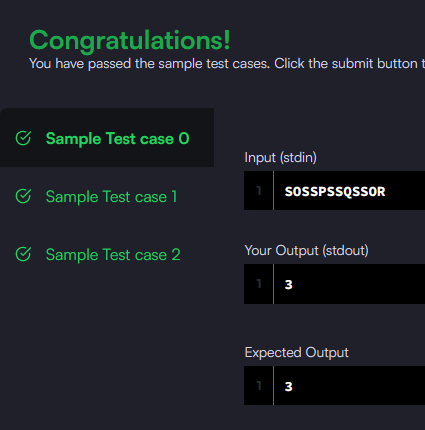 Congratulations!
You have passed the sample test cases. Click the submit button
Sample Test case 0
Sample Test case 1
Sample Test case 2
Input (stdin)
1 SOSSPSSQSSOR
Your Output (stdout)
1 3
Expected Output
1 3